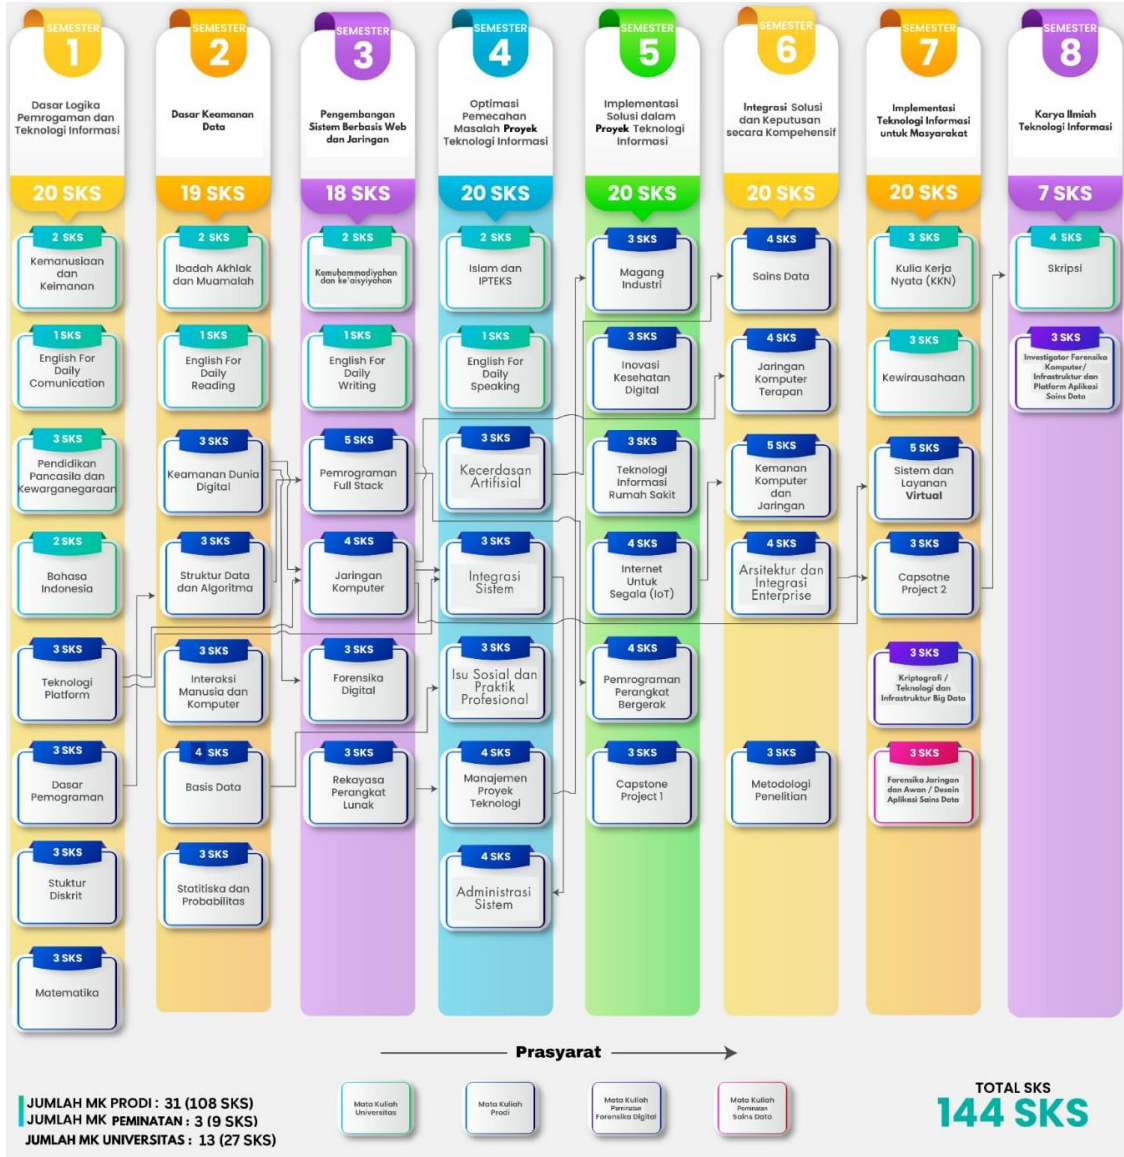 SEMESTER
1
Dasar Logika
Pemrogaman dan
Teknologi Informasi
20 SKS
2 SKS
Kemanusiaan
dan
Keimanan
1 SKS
English For
Daily
Comunication
3 SKS
Pendidikan
Pancasila dan
Kewarganegaraan
2 SKS
Bahasa
Indonesia
3 SKS
Teknologi
Platform
3 SKS
Dasar
Pemograman
3 SKS
Stuktur
Diskrit
3 SKS
Matematika
SEMESTER
2
Dasar Keamanan
Data
19 SKS
2 SKS
Ibadah Akhlak
dan Muamalah
1 SKS
English For
Daily
Reading
3 SKS
Keamanan Dunia
Digital
3 SKS
Struktur Data
dan Algoritma
3 SKS
Interaksi
Manusia dan
Komputer
4 SKS
Basis Data
3 SKS
Statitiska dan
Probabilitas
SEMESTER
3
Pengembangan
Sistem Berbasis Web
dan Jaringan
18 SKS
2 SKS
Kemuhammadiyahan
dan ke'aisyiyahan
1 SKS
English For
Daily
Writing
5 SKS
Pemrograman
Full Stack
4 SKS
Jaringan
Komputer
3 SKS
Forensika
Digital
3 SKS
Rekayasa
Perangkat
Lunak
SEMESTER
4
Optimasi
Pemecahan
Masalah Proyek
Teknologi Informasi
20 SKS
2 SKS
Islam dan
IPTEKS
1 SKS
English For
Daily
Speaking
3 SKS
Kecerdasan
Artifisial
3 SKS
Integrasi
Sistem
3 SKS
Isu Sosial dan
Praktik
Profesional
4 SKS
Manajemen
Proyek
Teknologi
4 SKS
Administrasi
Sistem
SEMESTER
5
Implementasi
Solusi dalam
Proyek Teknologi
Informasi
20 SKS
3 SKS
Magang
Industri
3 SKS
Inovasi
Kesehatan
Digital
3 SKS
Teknologi
Informasi
Rumah Sakit
4 SKS
Internet
Untuk
Segala (IoT)
4 SKS
Pemrograman
Perangkat
Bergerak
3 SKS
Capstone
Project 1
SEMESTER
6
Integrasi Solusi
dan Keputusan
secara Kompehensif
20 SKS
4 SKS
Sains Data
4 SKS
Jaringan
Komputer
Terapan
5 SKS
Kemanan
Komputer
dan
Jaringan
4 SKS
Arsitektur dan
Integrasi
Enterprise
3 SKS
Metodologi
Penelitian
SEMESTER
7
Implementasi
Teknologi Informasi
untuk Masyarakat
20 SKS
3 SKS
Kulia Kerja
Nyata (KKN)
3 SKS
Kewirausahaan
5 SKS
Sistem dan
Layanan
Virtual
3 SKS
Capsotne
Project 2
3 SKS
Kriptografi /
Teknologi dan
Infrastruktur Big Data
3 SKS
Forensika Jaringan
dan Awan / Desain
Aplikasi Sains Data
SEMESTER
8
Karya Ilmiah
Teknologi Informasi
7 SKS
4 SKS
Skripsi
3 SKS
Investigator Forensika
Komputer/
Infrastruktur dan
Platform Aplikasi
Sains Data
Prasyarat
JUMLAH MK PRODI : 31 (108 SKS)
JUMLAH MK PEMINATAN : 3 (9 SKS)
JUMLAH MK UNIVERSITAS : 13 (27 SKS)
Mata Kuliah
Universitas
Mata Kuliah
Prodi
Mata Kuliah
Peminatan
Forensika Digital
Mata Kuliah
Peminatan
Sains Data
TOTAL SKS
144 SKS